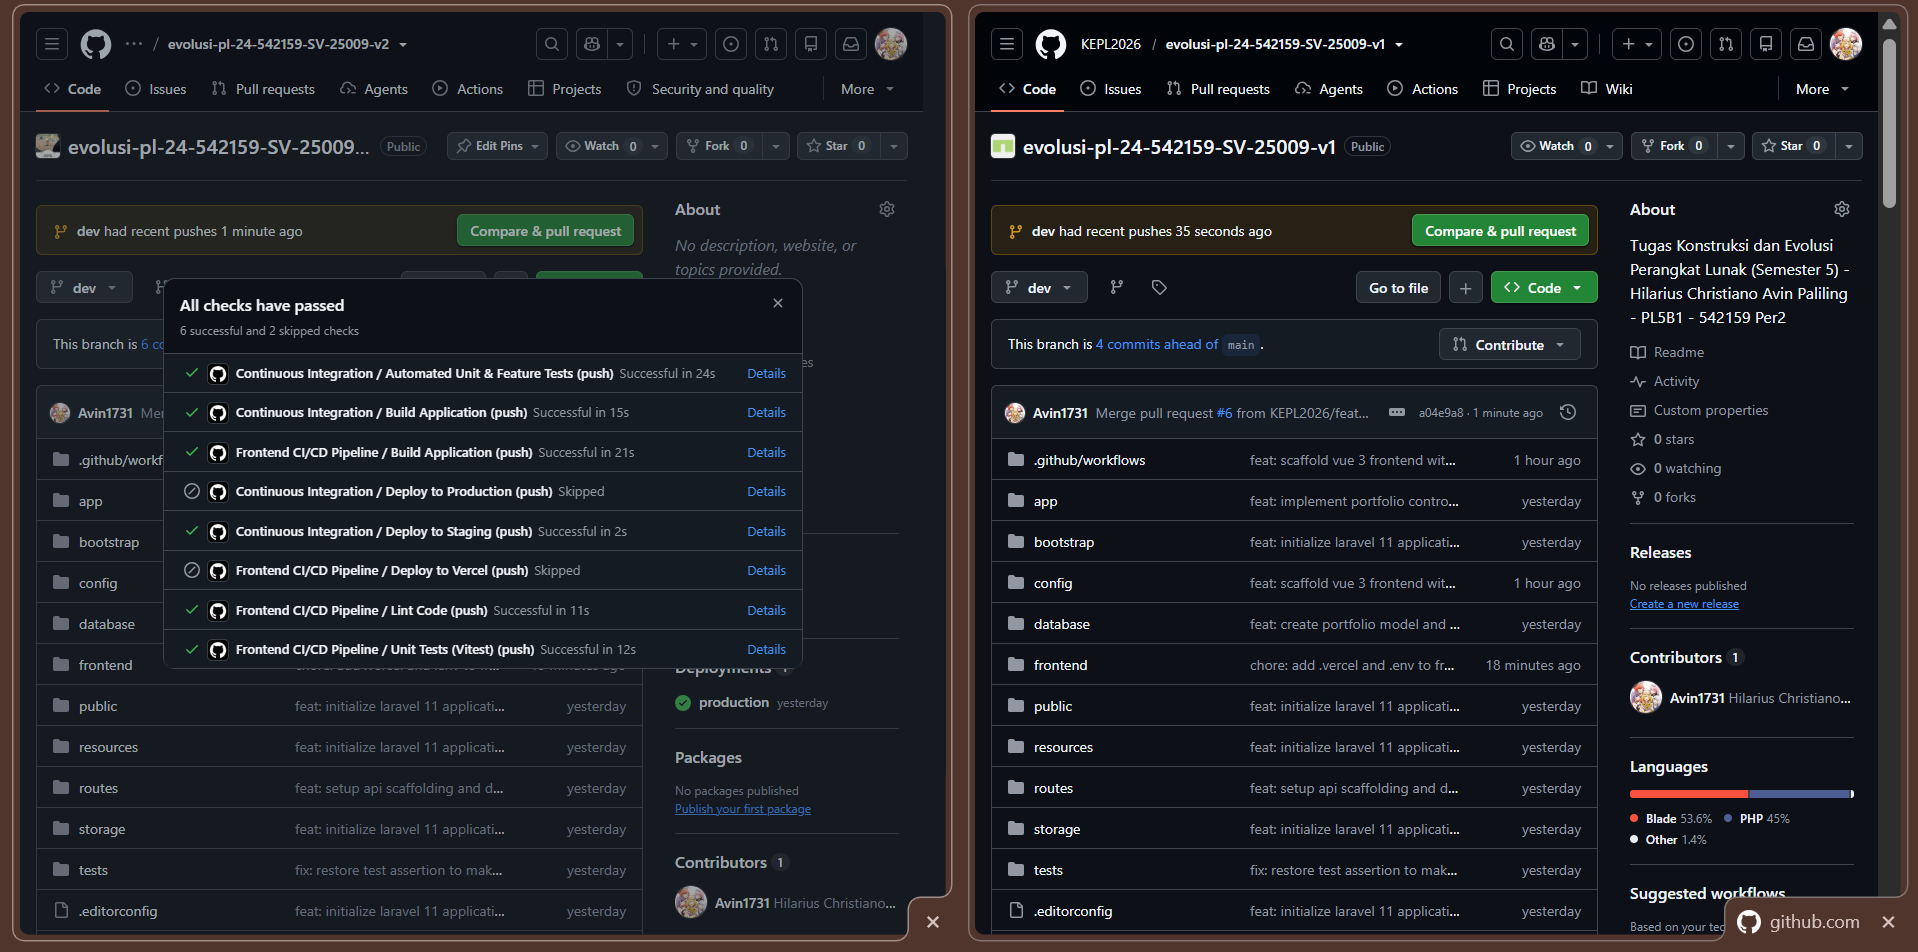 ··· / evolusi-pl-24-542159-SV-25009-v2
Code Issues Pull requests Agents Actions Projects Security and quality More
evolusi-pl-24-542159-SV-25009... Public Edit Pins Watch 0 Fork 0 Star 0
dev had recent pushes 1 minute ago Compare & pull request
About
No description, website, or
topics provided.
dev
This branch is 6 co
Avin1731 Mer
.github/workf
app
bootstrap
config
database
frontend
public feat: initialize laravel 11 applicati... yesterday
resources feat: initialize laravel 11 applicati... yesterday
routes feat: setup api scaffolding and d... yesterday
storage feat: initialize laravel 11 applicati... yesterday
tests fix: restore test assertion to mak... yesterday
.editorconfig feat: initialize laravel 11 applicati... yesterday
All checks have passed
6 successful and 2 skipped checks
Continuous Integration / Automated Unit & Feature Tests (push) Successful in 24s Details
Continuous Integration / Build Application (push) Successful in 15s Details
Frontend CI/CD Pipeline / Build Application (push) Successful in 21s Details
Continuous Integration / Deploy to Production (push) Skipped Details
Continuous Integration / Deploy to Staging (push) Successful in 2s Details
Frontend CI/CD Pipeline / Deploy to Vercel (push) Skipped Details
Frontend CI/CD Pipeline / Lint Code (push) Successful in 11s Details
Frontend CI/CD Pipeline / Unit Tests (Vitest) (push) Successful in 12s Details
Deployments 1
production yesterday
Packages
No packages published
Publish your first package
Contributors 1
Avin1731 Hilarius Christiano...
KEPL2026 / evolusi-pl-24-542159-SV-25009-v1
Code Issues Pull requests Agents Actions Projects Wiki More
evolusi-pl-24-542159-SV-25009-v1 Public Watch 0 Fork 0 Star 0
dev had recent pushes 35 seconds ago Compare & pull request
dev Go to file Code
This branch is 4 commits ahead of main . Contribute
Avin1731 Merge pull request #6 from KEPL2026/feat... a04e9a8 · 1 minute ago
.github/workflows feat: scaffold vue 3 frontend wit... 1 hour ago
app feat: implement portfolio contro... yesterday
bootstrap feat: initialize laravel 11 applicati... yesterday
config feat: scaffold vue 3 frontend wit... 1 hour ago
database feat: create portfolio model and ... yesterday
frontend chore: add .vercel and .env to fr... 18 minutes ago
public feat: initialize laravel 11 applicati... yesterday
resources feat: initialize laravel 11 applicati... yesterday
routes feat: setup api scaffolding and d... yesterday
storage feat: initialize laravel 11 applicati... yesterday
tests fix: restore test assertion to mak... yesterday
.editorconfig feat: initialize laravel 11 applicati... yesterday
About
Tugas Konstruksi dan Evolusi
Perangkat Lunak (Semester 5) -
Hilarius Christiano Avin Paliling
- PL5B1 - 542159 Per2
Readme
Activity
Custom properties
0 stars
0 watching
0 forks
Releases
No releases published
Create a new release
Contributors 1
Avin1731 Hilarius Christiano...
Languages
Blade 53.6% PHP 45%
Other 1.4%
Suggested workflows
Based on your tec
github.com